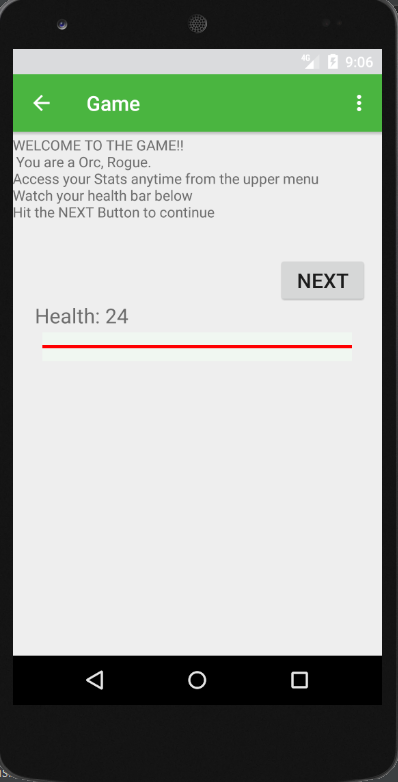 4G 9:06
Game
WELCOME TO THE GAME!!
You are a Orc, Rogue.
Access your Stats anytime from the upper menu
Watch your health bar below
Hit the NEXT Button to continue
NEXT
Health: 24